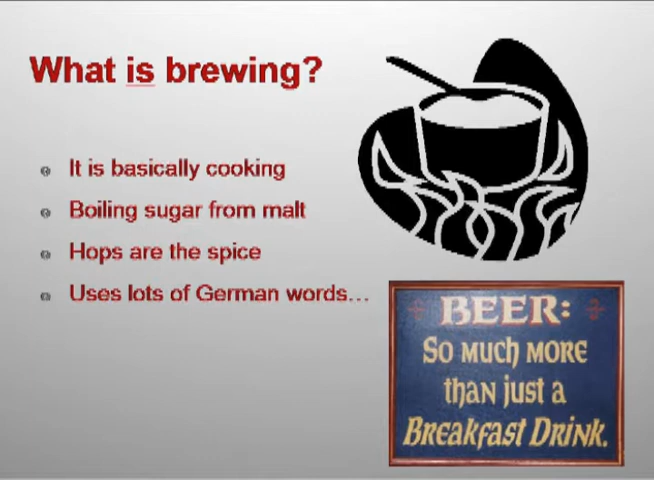 What is brewing?
It is basically cooking
Boiling sugar from malt
Hops are the spice
Uses lots of German words...
BEER:
So much more
than just a
Breakfast Drink.